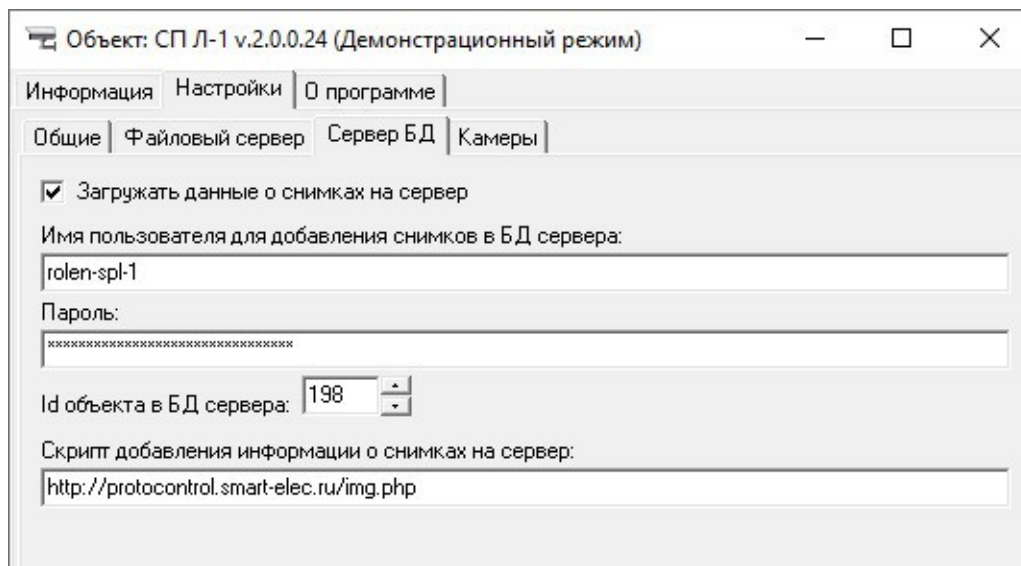 Объект: СП Л-1 v.2.0.0.24 (Демонстрационный режим)
Информация Настройки О программе
Общие Файловый сервер Сервер БД Камеры
Загружать данные о снимках на сервер
Имя пользователя для добавления снимков в БД сервера:
rolen-spl-1
Пароль:
********************************
Id объекта в БД сервера: 198
Скрипт добавления информации о снимках на сервер:
http://protocontrol.smart-elec.ru/img.php